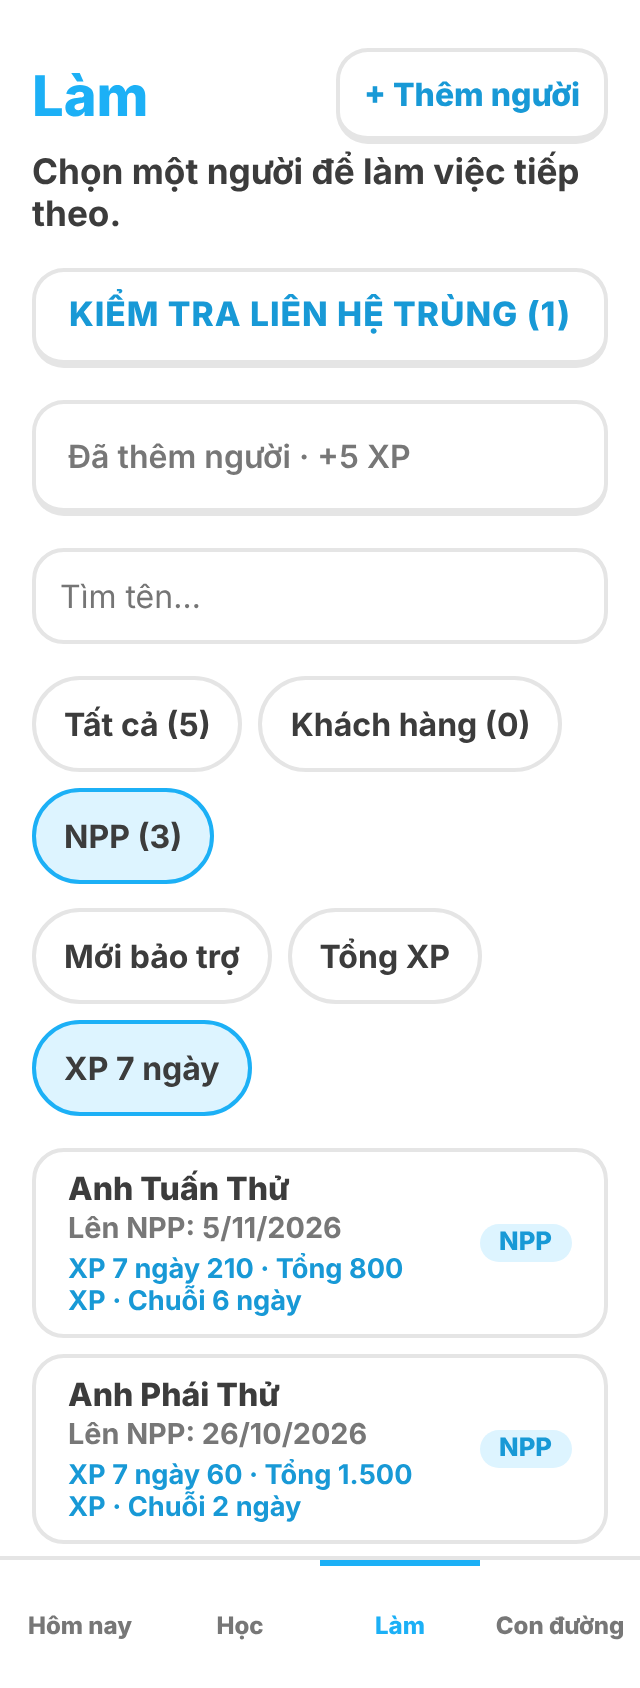 Làm
+ Thêm người
Chọn một người để làm việc tiếp
theo.
KIỂM TRA LIÊN HỆ TRÙNG (1)
Đã thêm người · +5 XP
Tìm tên...
Tất cả (5)
Khách hàng (0)
NPP (3)
Mới bảo trợ
Tổng XP
XP 7 ngày
Anh Tuấn Thử
Lên NPP: 5/11/2026
XP 7 ngày 210 · Tổng 800
XP · Chuỗi 6 ngày
NPP
Anh Phái Thử
Lên NPP: 26/10/2026
XP 7 ngày 60 · Tổng 1.500
XP · Chuỗi 2 ngày
NPP
Hôm nay
Học
Làm
Con đường